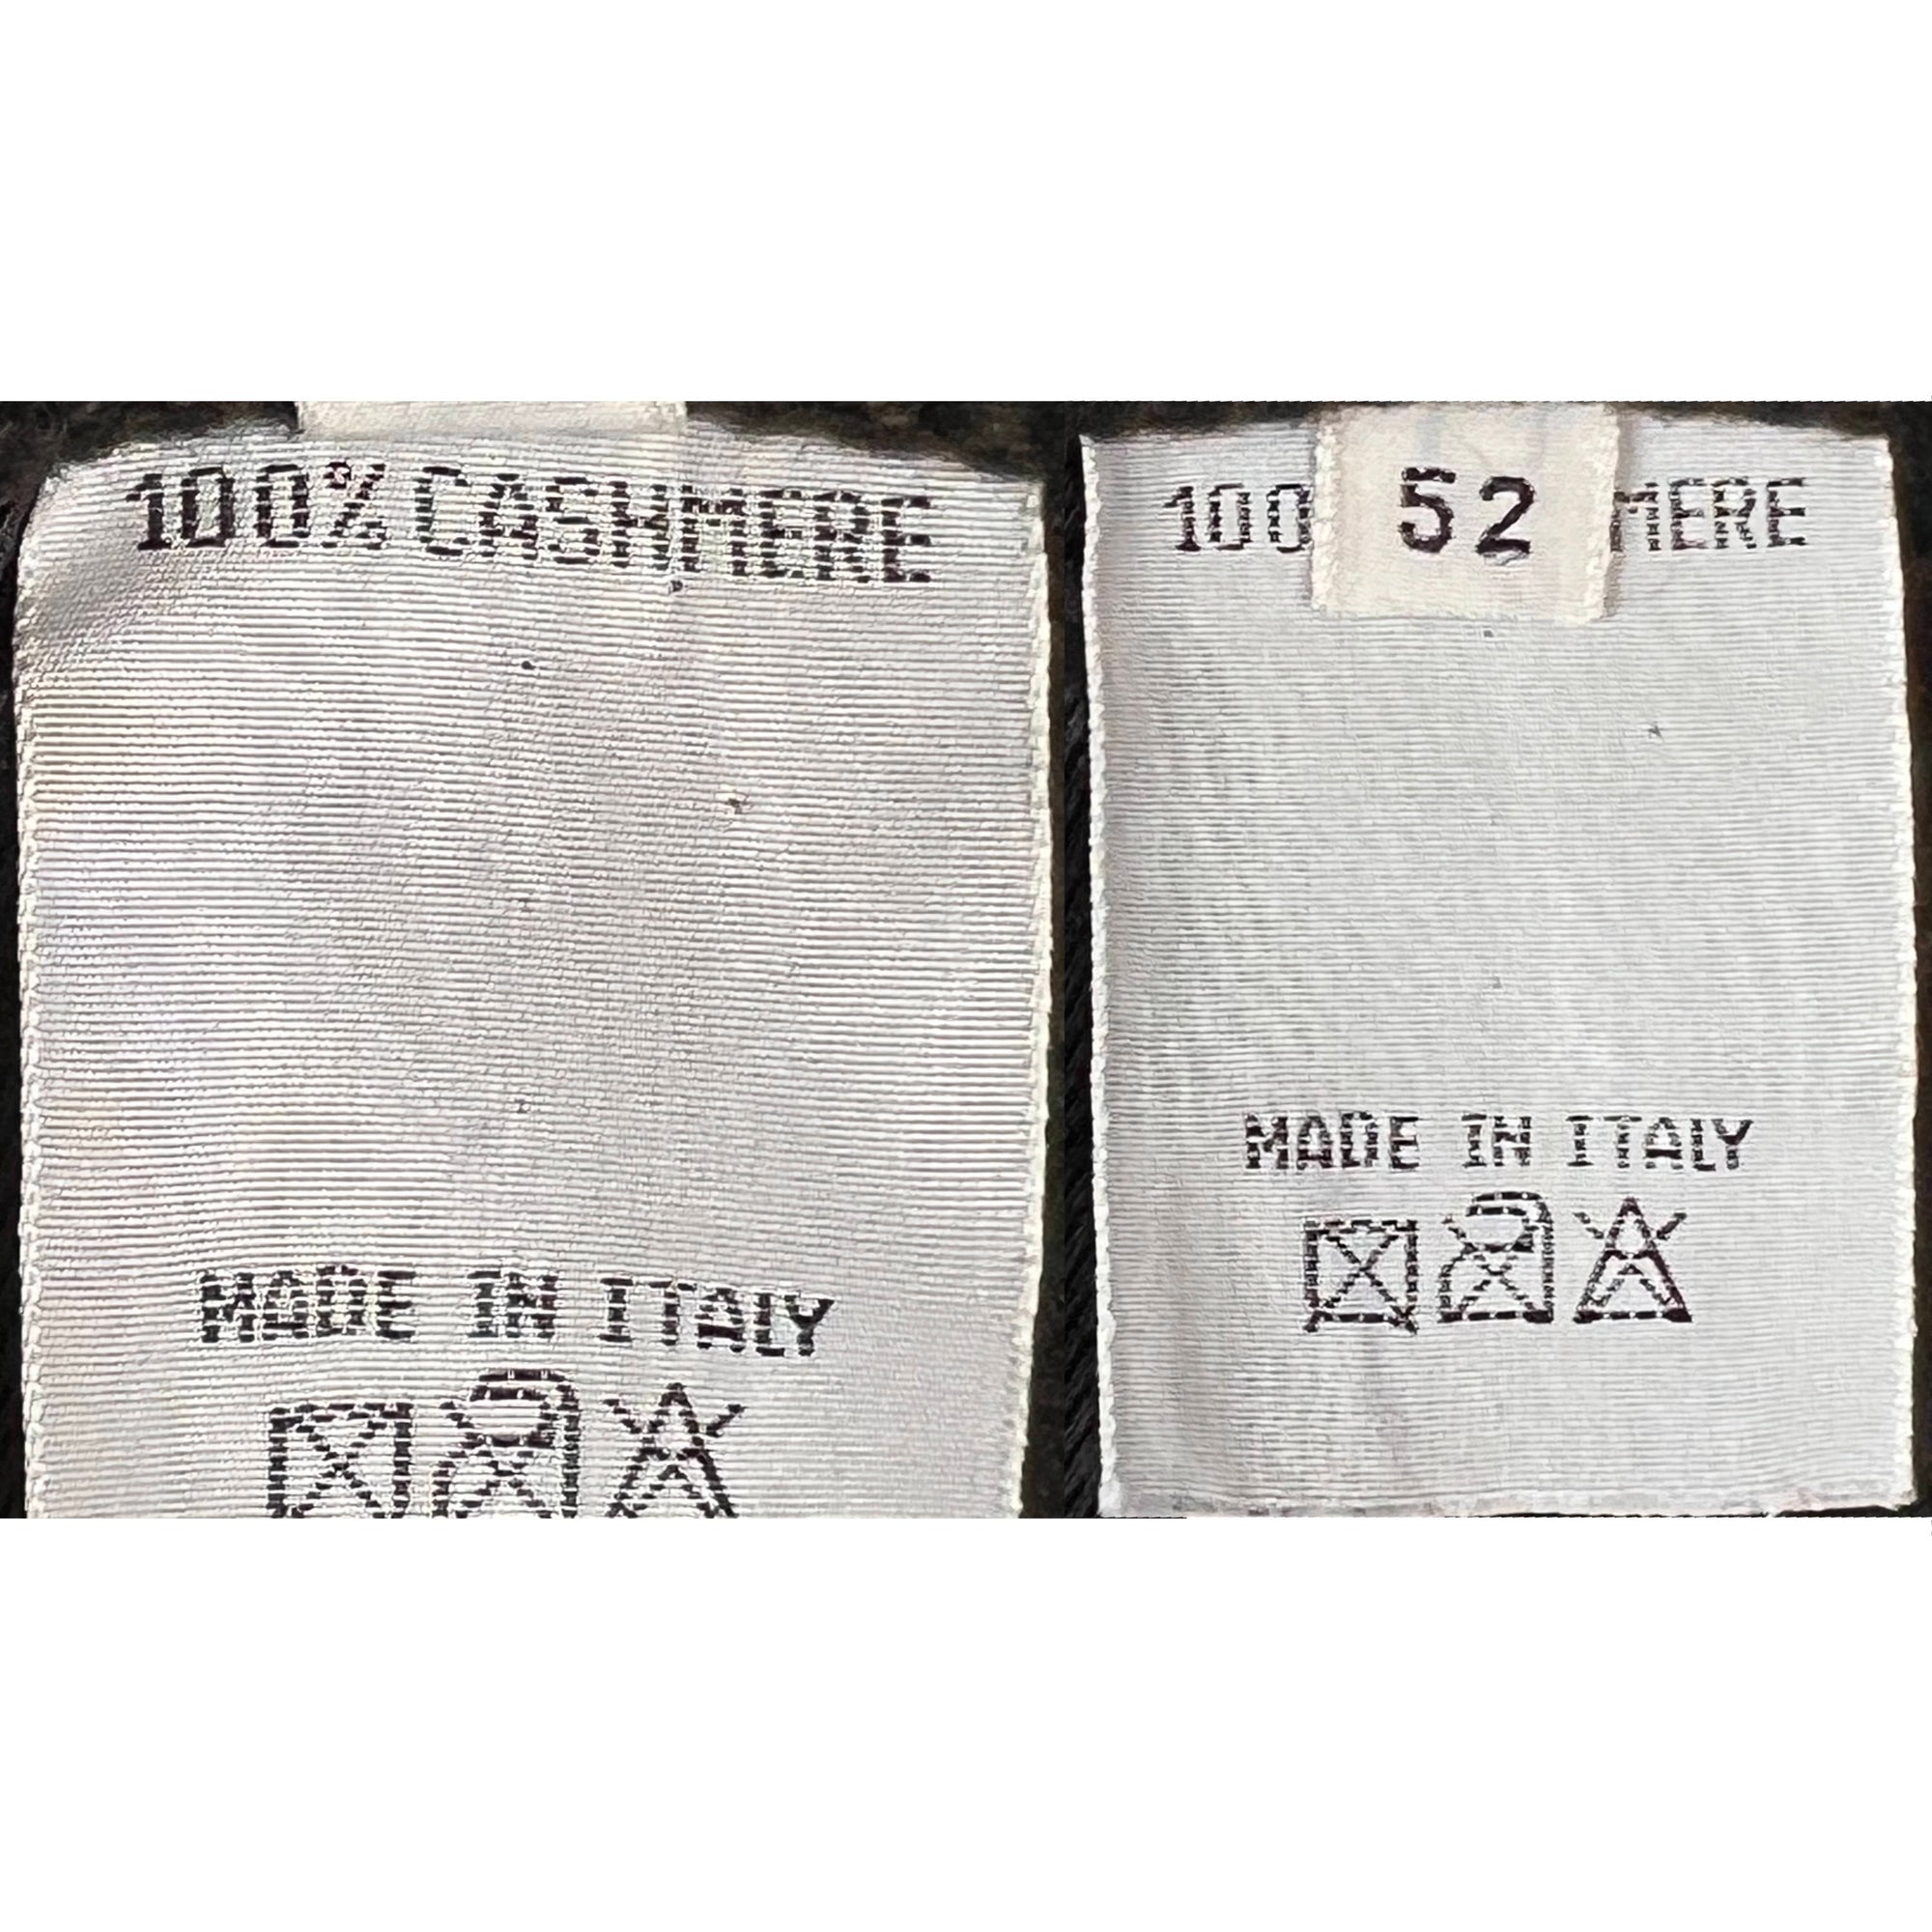 100% CASHMERE
MADE IN ITALY
52
100 MERE
MADE IN ITALY